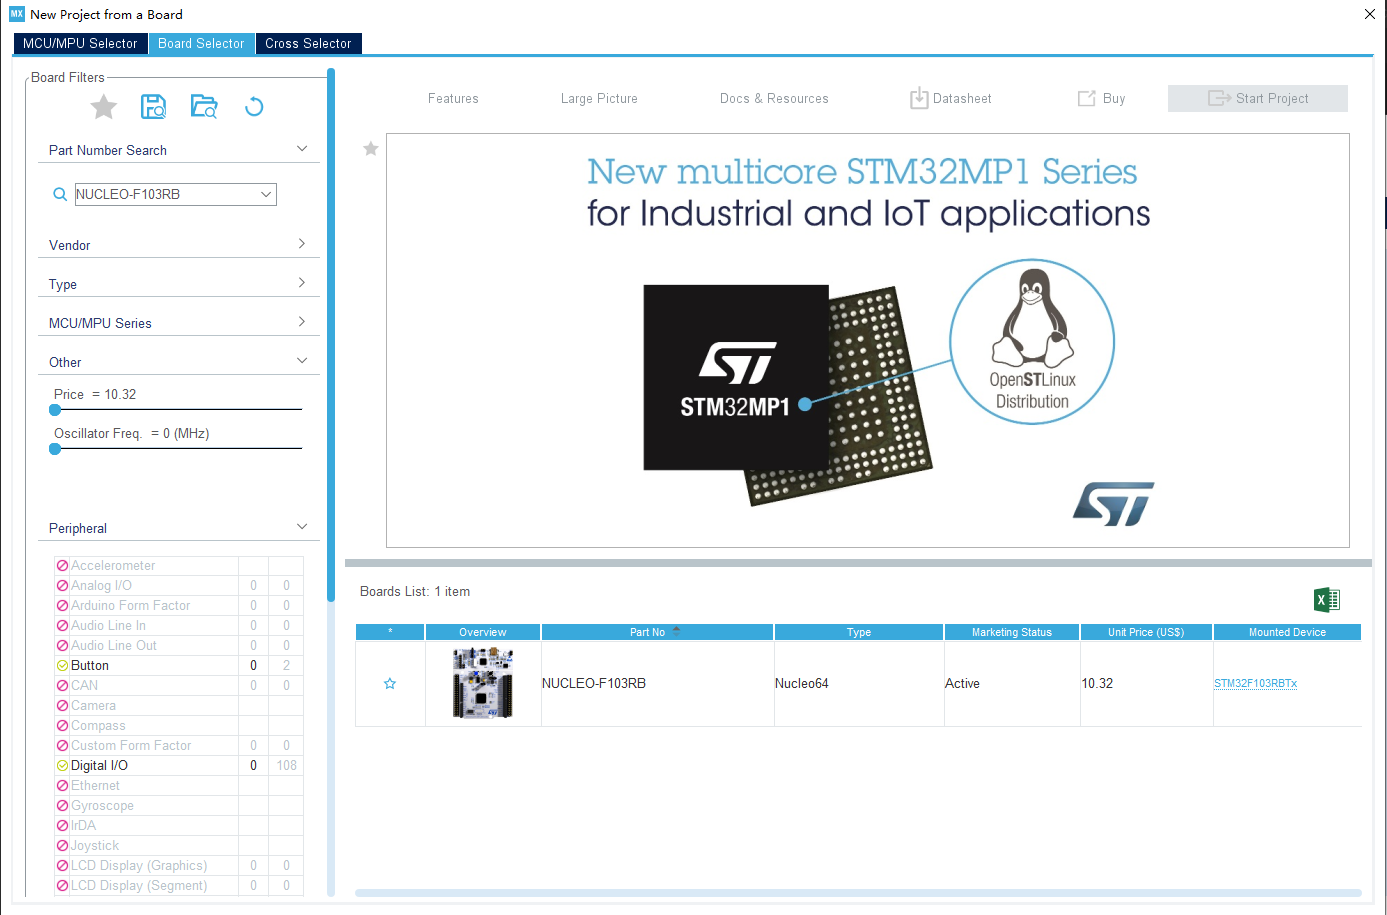 MX New Project from a Board
MCU/MPU Selector Board Selector Cross Selector
Board Filters
Part Number Search
NUCLEO-F103RB
Vendor
Type
MCU/MPU Series
Other
Price = 10.32
Oscillator Freq. = 0 (MHz)
Peripheral
Accelerometer
Analog I/O 0 0
Arduino Form Factor 0 0
Audio Line In 0 0
Audio Line Out 0 0
Button 0 2
CAN 0 0
Camera
Compass
Custom Form Factor 0 0
Digital I/O 0 108
Ethernet
Gyroscope
IrDA
Joystick
LCD Display (Graphics) 0 0
LCD Display (Segment) 0 0
Features Large Picture Docs & Resources Datasheet Buy Start Project
New multicore STM32MP1 Series
for Industrial and IoT applications
ST
STM32MP1
OpenSTLinux
Distribution
ST
Boards List: 1 item
X
* Overview Part No Type Marketing Status Unit Price (US$) Mounted Device
NUCLEO-F103RB Nucleo64 Active 10.32 STM32F103RBTx